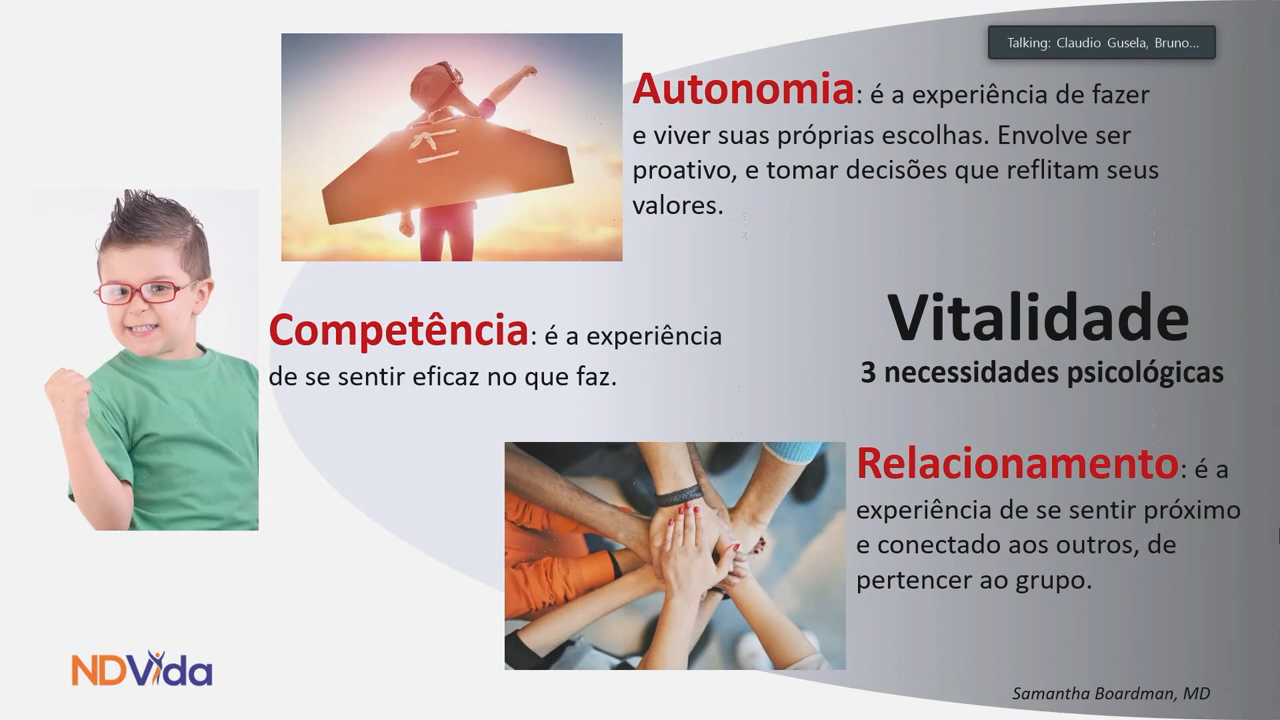 Talking: Claudio Gusela, Bruno...
Autonomia: é a experiência de fazer
e viver suas próprias escolhas. Envolve ser
proativo, e tomar decisões que reflitam seus
valores.
Competência: é a experiência
de se sentir eficaz no que faz.
Vitalidade
3 necessidades psicológicas
Relacionamento: é a
experiência de se sentir próximo
e conectado aos outros, de
pertencer ao grupo.
NDVida
Samantha Boardman, MD